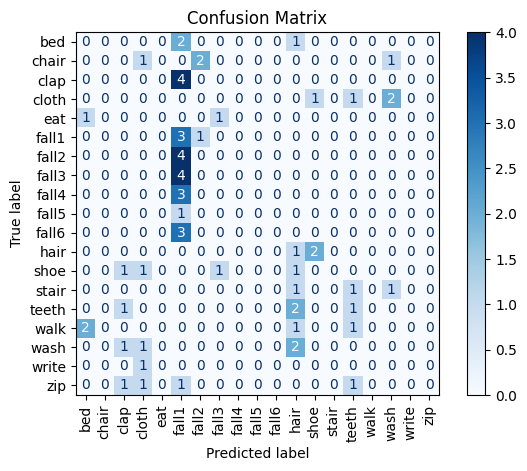 Confusion Matrix
bed 0 0 0 0 0 2 0 0 0 0 0 1 0 0 0 0 0 0 0
chair 0 0 0 1 0 0 2 0 0 0 0 0 0 0 0 0 1 0 0
clap 0 0 0 0 0 4 0 0 0 0 0 0 0 0 0 0 0 0 0
cloth 0 0 0 0 0 0 0 0 0 0 0 0 1 0 1 0 2 0 0
eat 1 0 0 0 0 0 0 1 0 0 0 0 0 0 0 0 0 0 0
fall1 0 0 0 0 0 3 1 0 0 0 0 0 0 0 0 0 0 0 0
fall2 0 0 0 0 0 4 0 0 0 0 0 0 0 0 0 0 0 0 0
fall3 0 0 0 0 0 4 0 0 0 0 0 0 0 0 0 0 0 0 0
fall4 0 0 0 0 0 3 0 0 0 0 0 0 0 0 0 0 0 0 0
fall5 0 0 0 0 0 1 0 0 0 0 0 0 0 0 0 0 0 0 0
fall6 0 0 0 0 0 3 0 0 0 0 0 0 0 0 0 0 0 0 0
hair 0 0 0 0 0 0 0 0 0 0 0 1 2 0 0 0 0 0 0
shoe 0 0 1 1 0 0 0 1 0 0 0 1 0 0 0 0 0 0 0
stair 0 0 0 0 0 0 0 0 0 0 0 1 0 0 1 0 1 0 0
teeth 0 0 1 0 0 0 0 0 0 0 0 2 0 0 1 0 0 0 0
walk 2 0 0 0 0 0 0 0 0 0 0 1 0 0 1 0 0 0 0
wash 0 0 1 1 0 0 0 0 0 0 0 2 0 0 0 0 0 0 0
write 0 0 0 1 0 0 0 0 0 0 0 0 0 0 0 0 0 0 0
zip 0 0 1 1 0 1 0 0 0 0 0 0 0 0 1 0 0 0 0
bed chair clap cloth eat fall1 fall2 fall3 fall4 fall5 fall6 hair shoe stair teeth walk wash write zip
Predicted label
True label
4.0
3.5
3.0
2.5
2.0
1.5
1.0
0.5
0.0